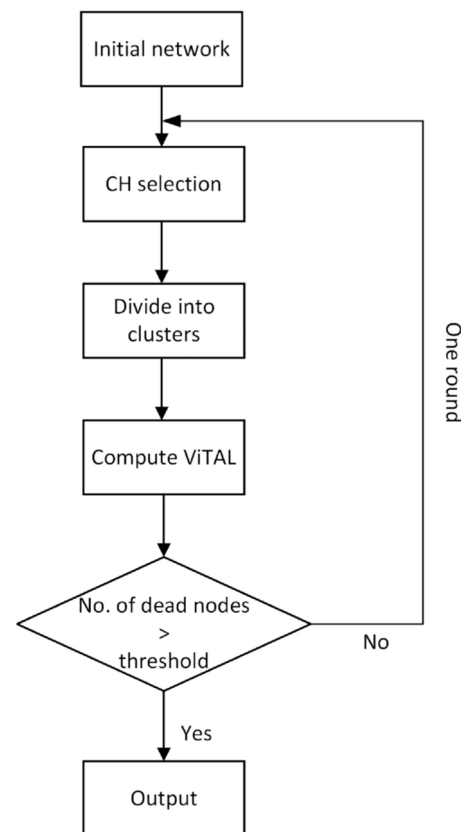 Initial network
CH selection
Divide into
clusters
Compute ViTAL
One round
No. of dead nodes
>
threshold
No
Yes
Output